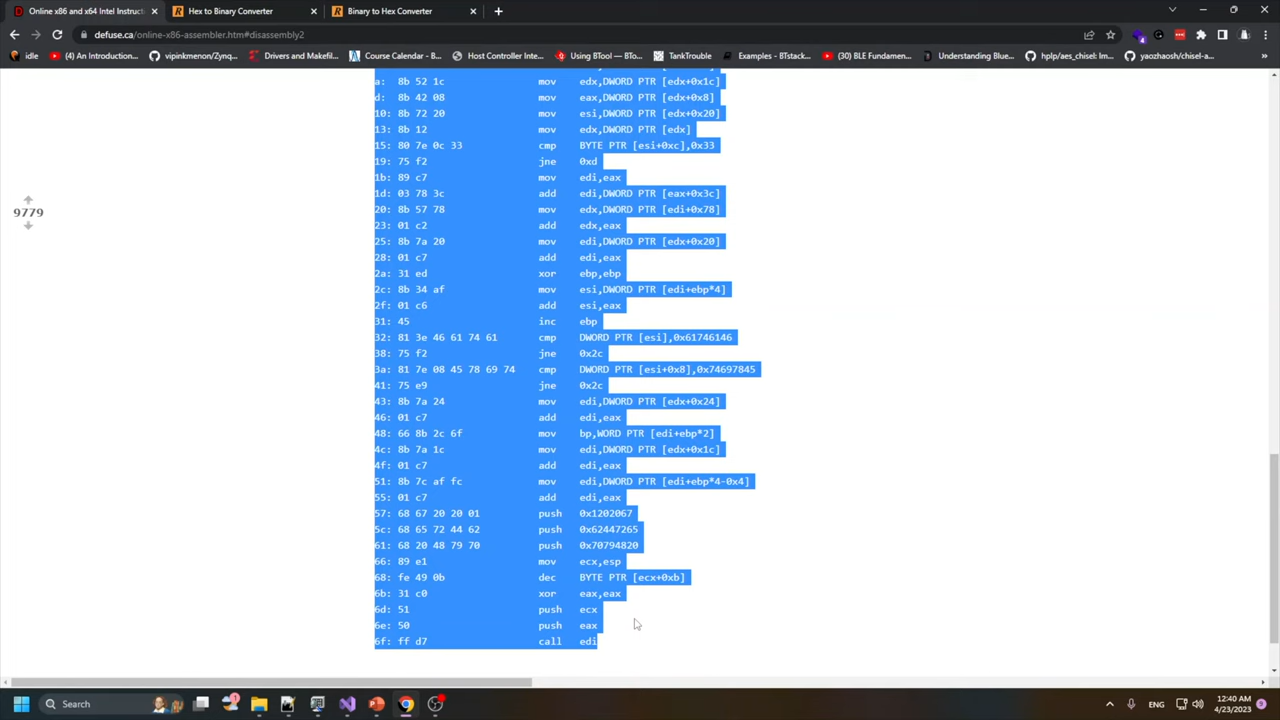 Online x86 and x64 Intel Instruct
Hex to Binary Converter
Binary to Hex Converter
defuse.ca/online-x86-assembler.htm#disassembly2
idle
(4) An Introduction...
vipinkmenon/Zynq...
Drivers and Makefil...
Course Calendar - B...
Host Controller Inte...
Using BTool — BTool...
TankTrouble
Examples - BTstack...
(30) BLE Fundamen...
Understanding Blue...
hplp/aes_chisel: Im...
yaozhaosh/chisel-a...
a: 8b 52 1c mov edx,DWORD PTR [edx+0x1c]
d: 8b 42 08 mov eax,DWORD PTR [edx+0x8]
10: 8b 72 20 mov esi,DWORD PTR [edx+0x20]
13: 8b 12 mov edx,DWORD PTR [edx]
15: 80 7e 0c 33 cmp BYTE PTR [esi+0xc],0x33
19: 75 f2 jne 0xd
1b: 89 c7 mov edi,eax
1d: 03 78 3c add edi,DWORD PTR [eax+0x3c]
20: 8b 57 78 mov edx,DWORD PTR [edi+0x78]
23: 01 c2 add edx,eax
25: 8b 7a 20 mov edi,DWORD PTR [edx+0x20]
28: 01 c7 add edi,eax
2a: 31 ed xor ebp,ebp
2c: 8b 34 af mov esi,DWORD PTR [edi+ebp*4]
2f: 01 c6 add esi,eax
31: 45 inc ebp
32: 81 3e 46 61 74 61 cmp DWORD PTR [esi],0x61746146
38: 75 f2 jne 0x2c
3a: 81 7e 08 45 78 69 74 cmp DWORD PTR [esi+0x8],0x74697845
41: 75 e9 jne 0x2c
43: 8b 7a 24 mov edi,DWORD PTR [edx+0x24]
46: 01 c7 add edi,eax
48: 66 8b 2c 6f mov bp,WORD PTR [edi+ebp*2]
4c: 8b 7a 1c mov edi,DWORD PTR [edx+0x1c]
4f: 01 c7 add edi,eax
51: 8b 7c af fc mov edi,DWORD PTR [edi+ebp*4-0x4]
55: 01 c7 add edi,eax
57: 68 67 20 20 01 push 0x1202067
5c: 68 65 72 44 62 push 0x62447265
61: 68 20 48 79 70 push 0x70794820
66: 89 e1 mov ecx,esp
68: fe 49 0b dec BYTE PTR [ecx+0xb]
6b: 31 c0 xor eax,eax
6d: 51 push ecx
6e: 50 push eax
6f: ff d7 call edi
9779
Search
ENG
12:40 AM
4/23/2023